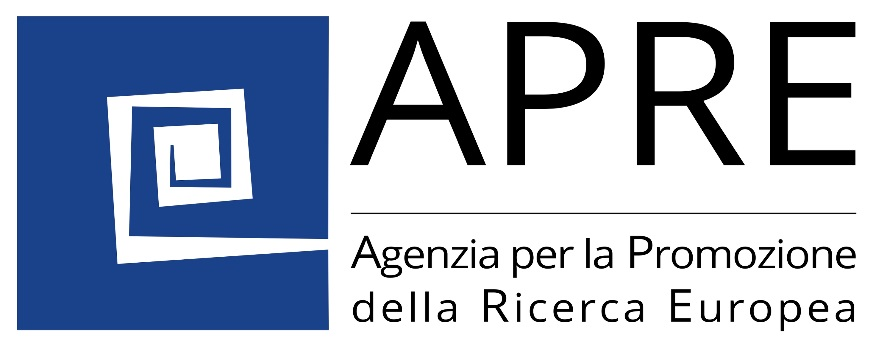 APRE
Agenzia per la Promozione
della Ricerca Europea